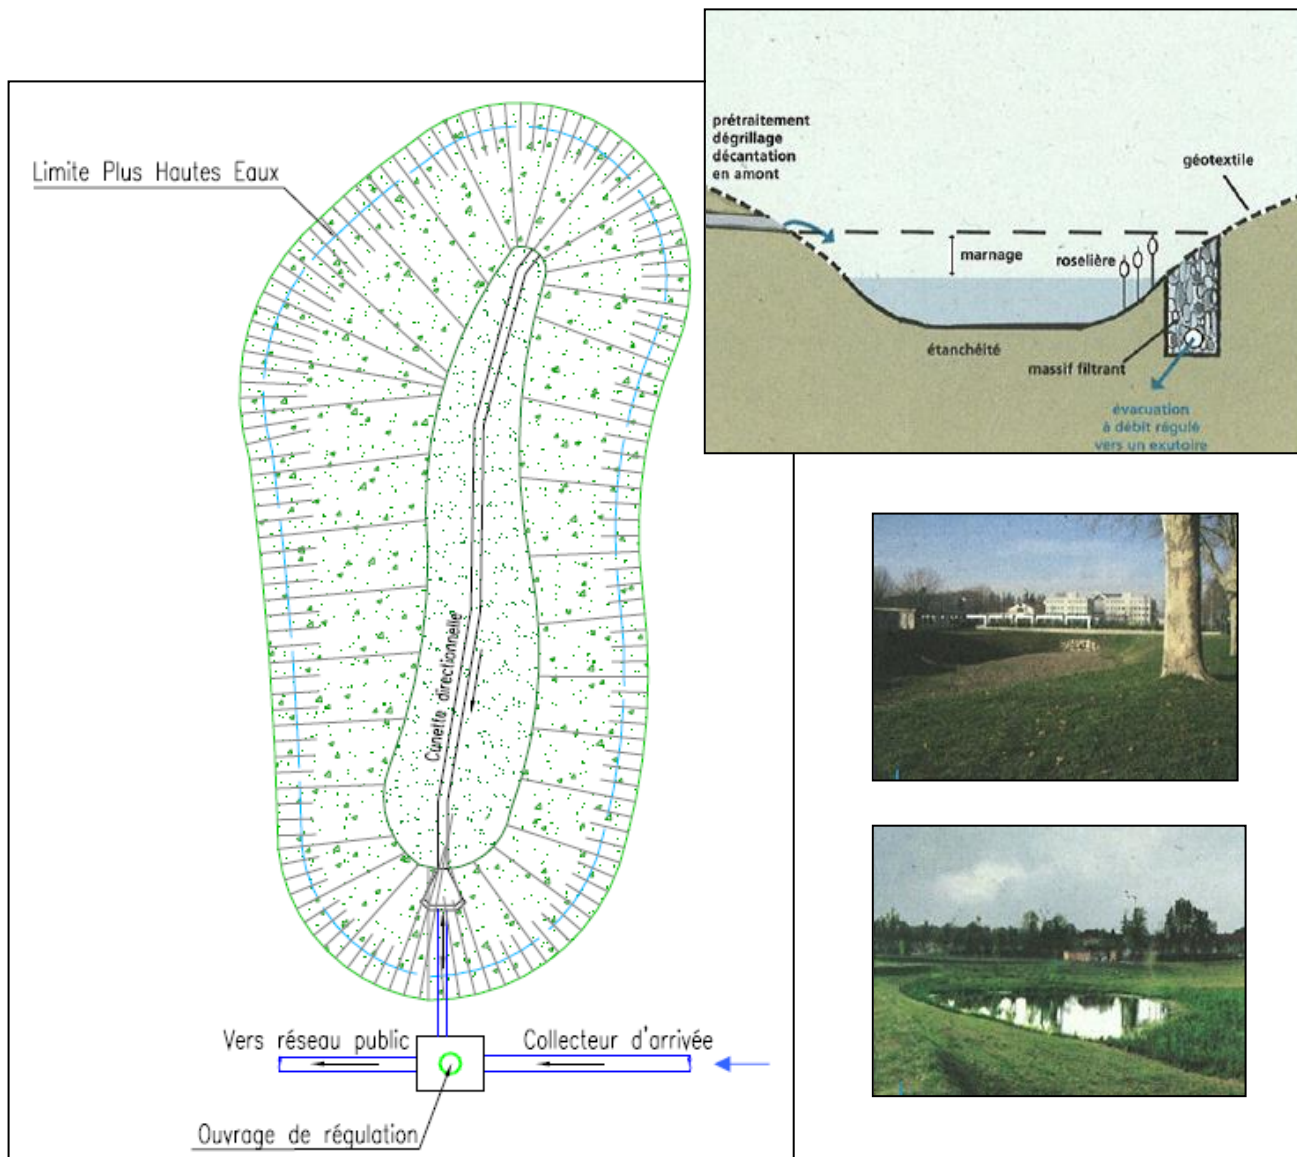 Limite Plus Hautes Eaux
Cunette directionnelle
Vers réseau public
Collecteur d'arrivée
Ouvrage de régulation
prétraitement
dégrillage
décantation
en amont
géotextile
marnage
roselière
étanchéité
massif filtrant
évacuation
à débit régulé
vers un exutoire